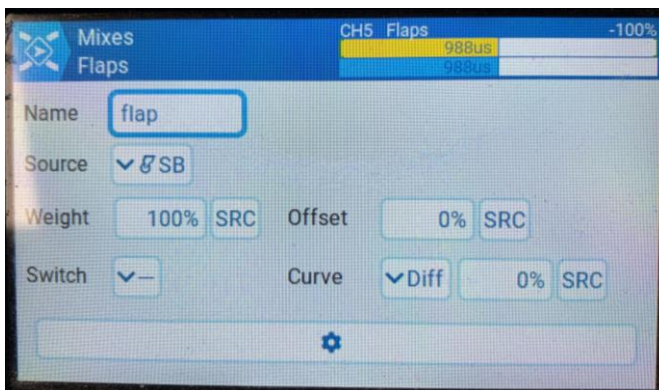 Mixes
Flaps
CH5 Flaps -100%
988us
988us
Name flap
Source SB
Weight 100% SRC Offset 0% SRC
Switch — Curve Diff 0% SRC